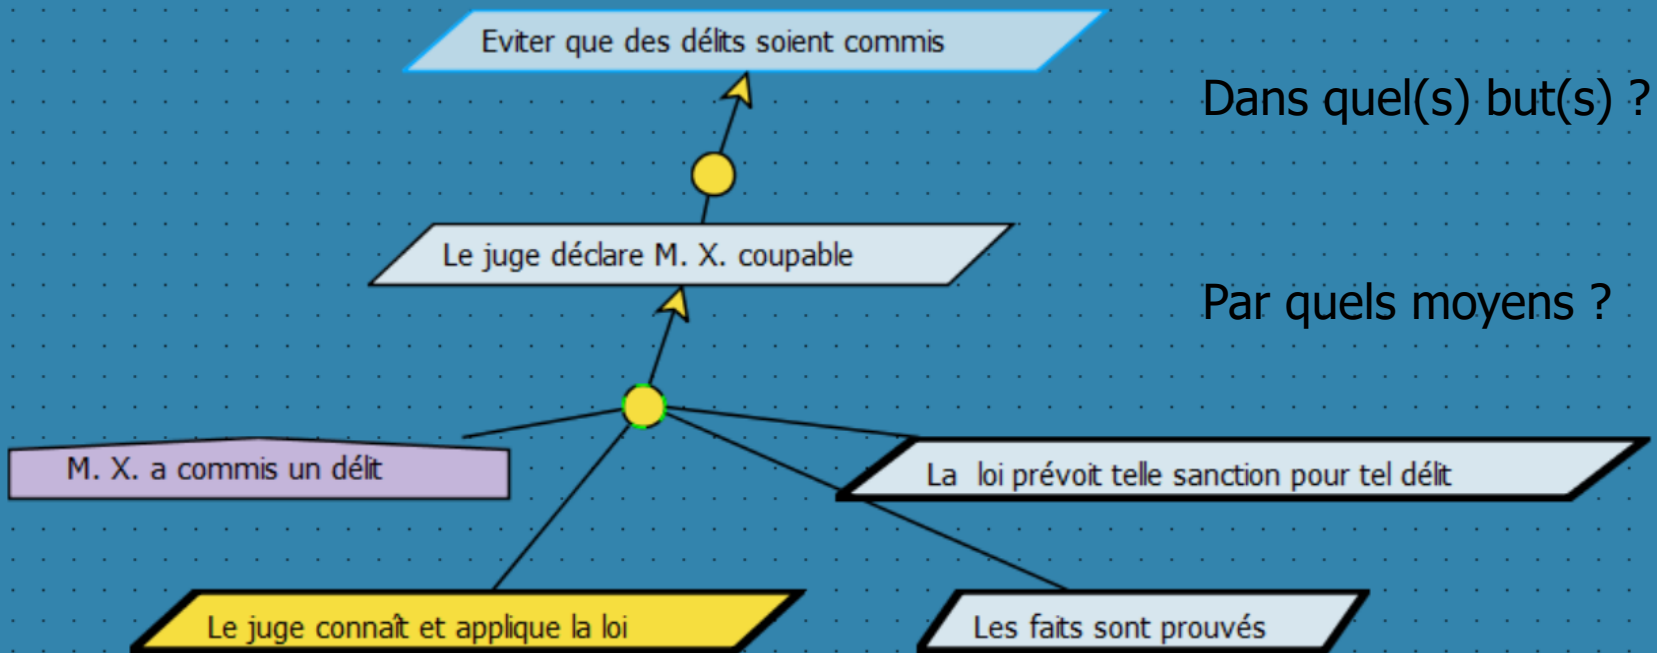 Eviter que des délits soient commis
Dans quel(s) but(s) ?
Le juge déclare M. X. coupable
Par quels moyens ?
M. X. a commis un délit
La loi prévoit telle sanction pour tel délit
Le juge connaît et applique la loi
Les faits sont prouvés